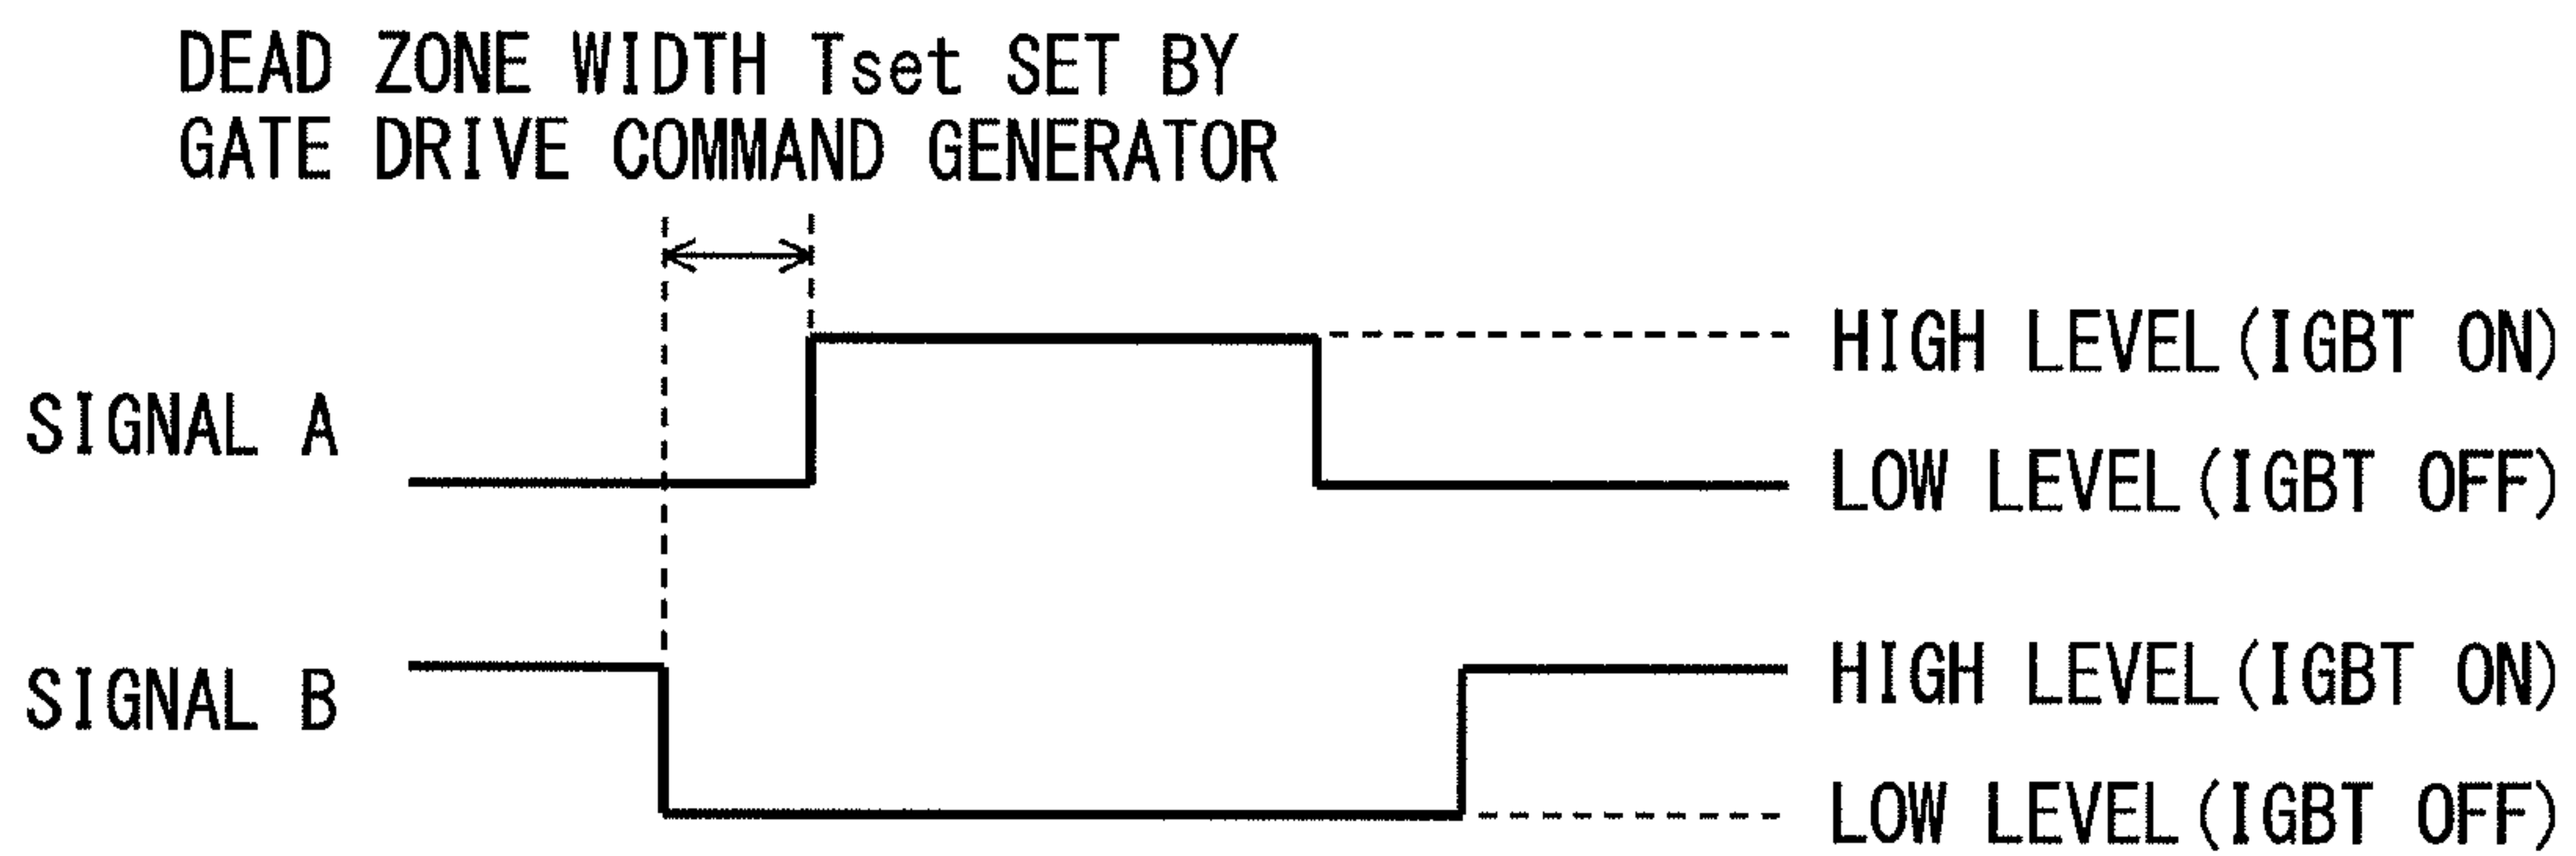 DEAD ZONE WIDTH Tset SET BY
GATE DRIVE COMMAND GENERATOR
HIGH LEVEL(IGBT ON)
SIGNAL A
LOW LEVEL(IGBT OFF)
HIGH LEVEL(IGBT ON)
SIGNAL B
LOW LEVEL(IGBT OFF)